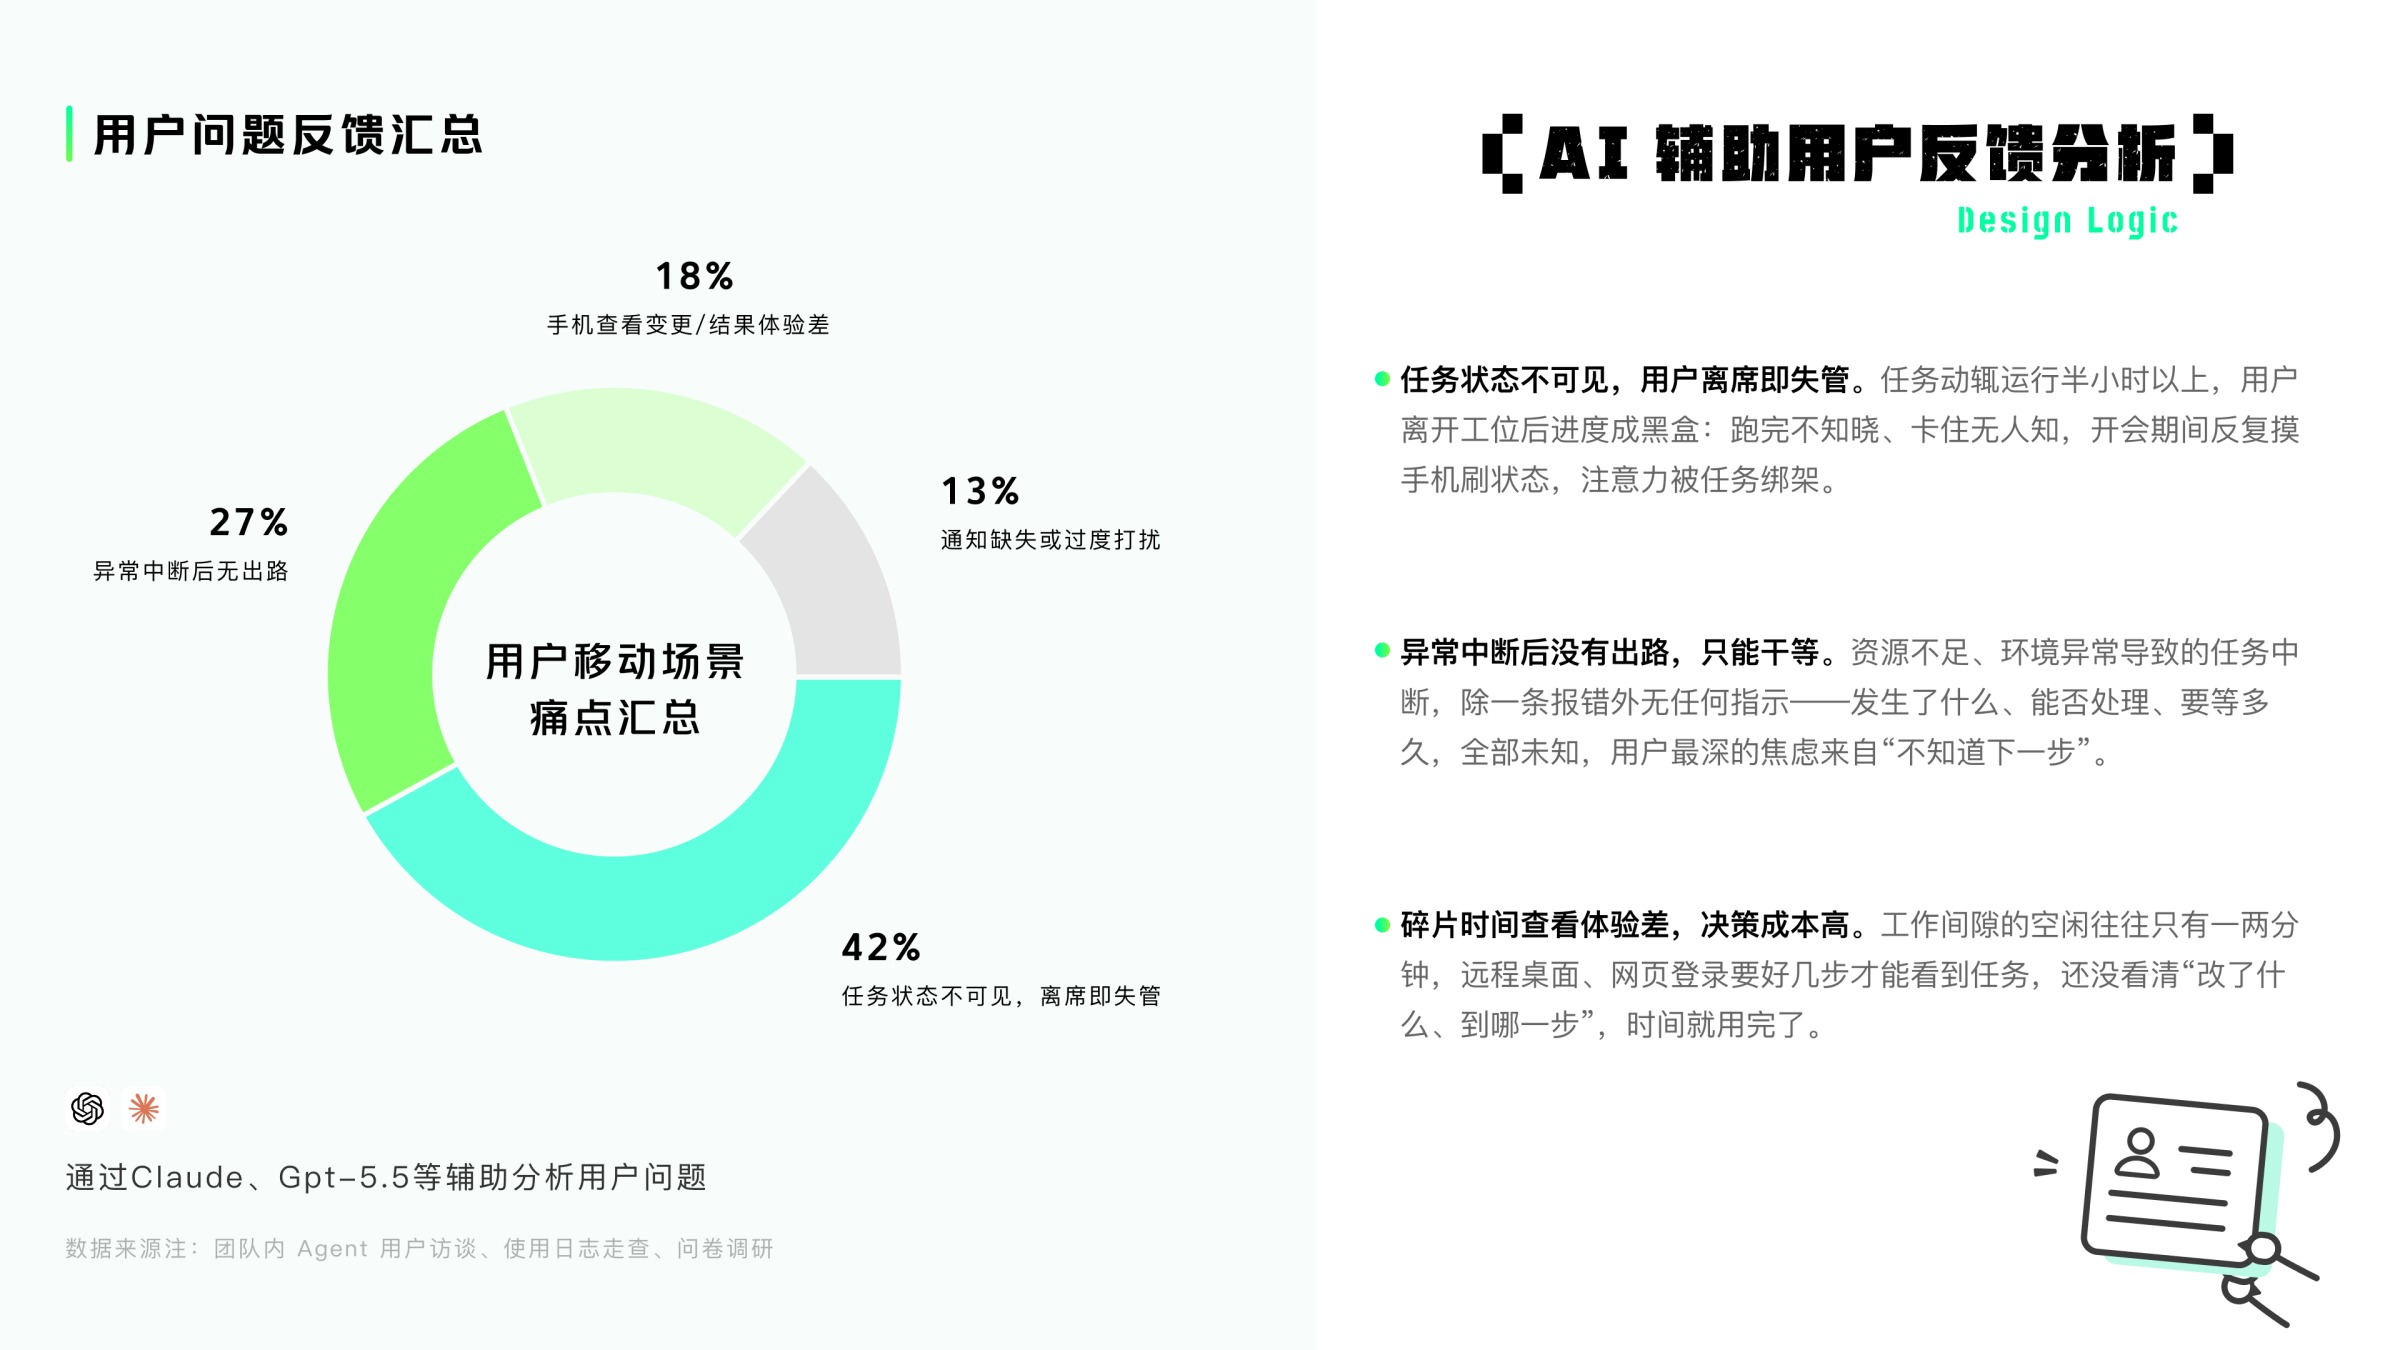 用户问题反馈汇总
18%
手机查看变更/结果体验差
13%
通知缺失或过度打扰
27%
异常中断后无出路
用户移动场景
痛点汇总
42%
任务状态不可见，离席即失管
通过Claude、Gpt-5.5等辅助分析用户问题
数据来源注：团队内 Agent 用户访谈、使用日志走查、问卷调研
AI 辅助用户反馈分析
Design Logic
任务状态不可见，用户离席即失管。任务动辄运行半小时以上，用户
离开工位后进度成黑盒：跑完不知晓、卡住无人知，开会期间反复摸
手机刷状态，注意力被任务绑架。
异常中断后没有出路，只能干等。资源不足、环境异常导致的任务中
断，除一条报错外无任何指示——发生了什么、能否处理、要等多
久，全部未知，用户最深的焦虑来自“不知道下一步”。
碎片时间查看体验差，决策成本高。工作间隙的空闲往往只有一两分
钟，远程桌面、网页登录要好几步才能看到任务，还没看清“改了什
么、到哪一步”，时间就用完了。